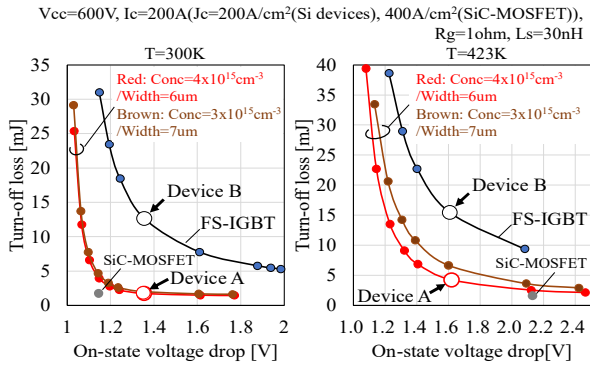 Vcc=600V, Ic=200A(Jc=200A/cm²(Si devices), 400A/cm²(SiC-MOSFET)),
Rg=1ohm, Ls=30nH
T=300K
Turn-off loss [mJ]
35
30
25
20
15
10
5
0
Red: Conc=4x10¹⁵cm⁻³
/Width=6um
Brown: Conc=3x10¹⁵cm⁻³
/Width=7um
Device B
FS-IGBT
SiC-MOSFET
Device A
1 1.2 1.4 1.6 1.8 2
On-state voltage drop [V]
T=423K
Turn-off loss [mJ]
40
35
30
25
20
15
10
5
0
Red: Conc=4x10¹⁵cm⁻³
/Width=6um
Brown: Conc=3x10¹⁵cm⁻³
/Width=7um
Device B
FS-IGBT
SiC-MOSFET
Device A
1.0 1.2 1.4 1.6 1.8 2.0 2.2 2.4
On-state voltage drop[V]